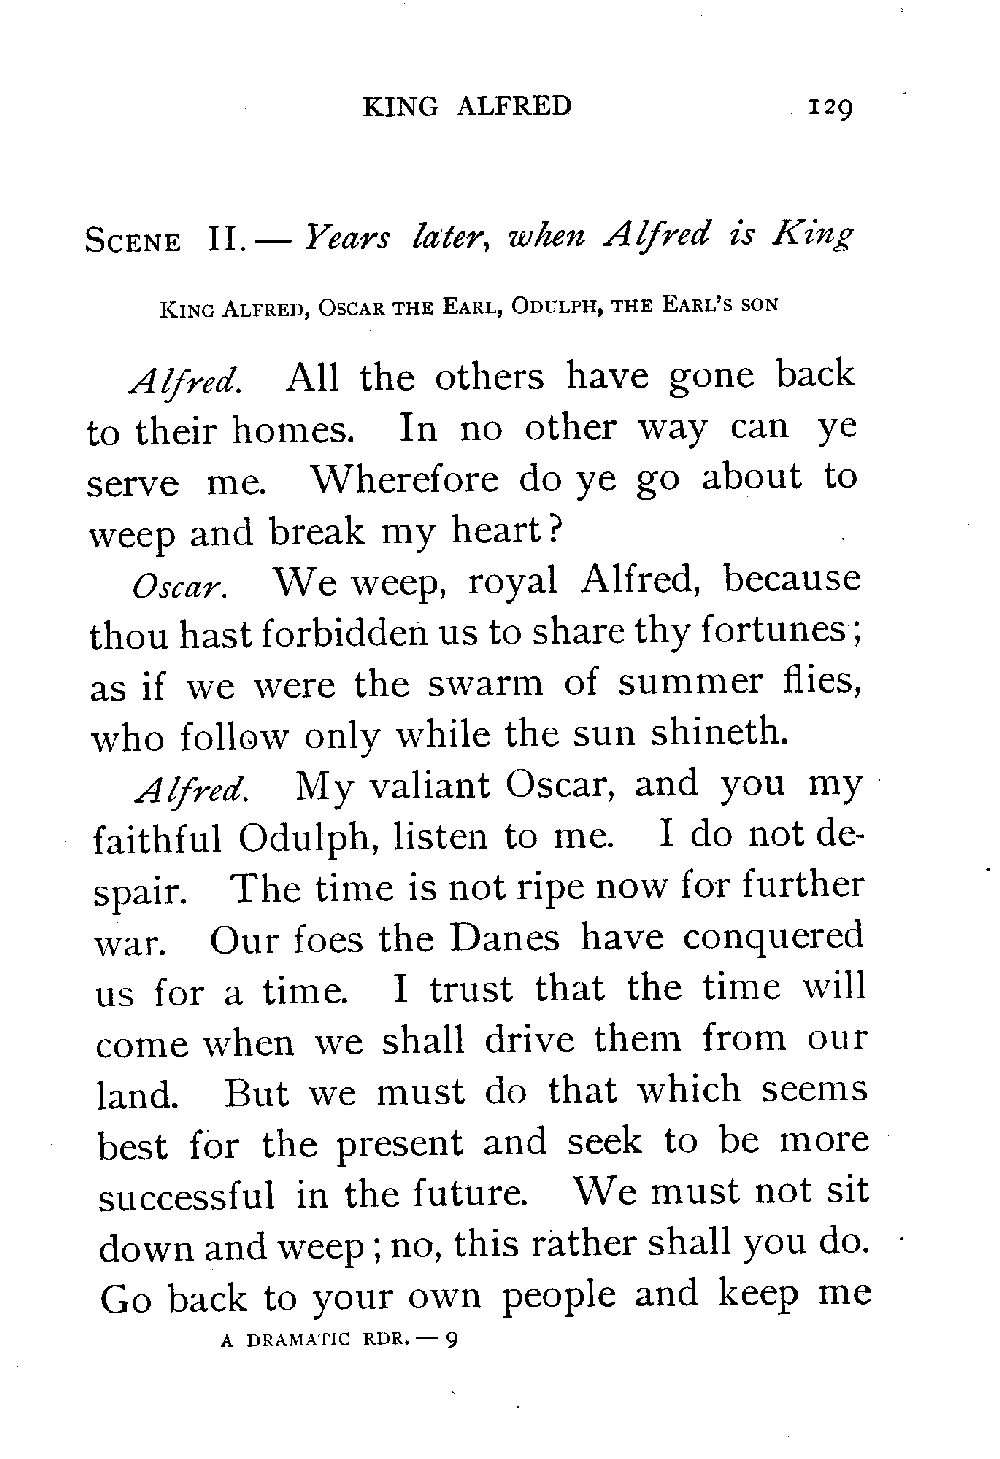 KING ALFRED 129
SCENE II. — Years later, when Alfred is King
KING ALFRED, OSCAR THE EARL, ODULPH, THE EARL'S SON
Alfred. All the others have gone back
to their homes. In no other way can ye
serve me. Wherefore do ye go about to
weep and break my heart?
Oscar. We weep, royal Alfred, because
thou hast forbidden us to share thy fortunes;
as if we were the swarm of summer flies,
who follow only while the sun shineth.
Alfred. My valiant Oscar, and you my
faithful Odulph, listen to me. I do not de-
spair. The time is not ripe now for further
war. Our foes the Danes have conquered
us for a time. I trust that the time will
come when we shall drive them from our
land. But we must do that which seems
best for the present and seek to be more
successful in the future. We must not sit
down and weep; no, this rather shall you do.
Go back to your own people and keep me
A DRAMATIC RDR. — 9